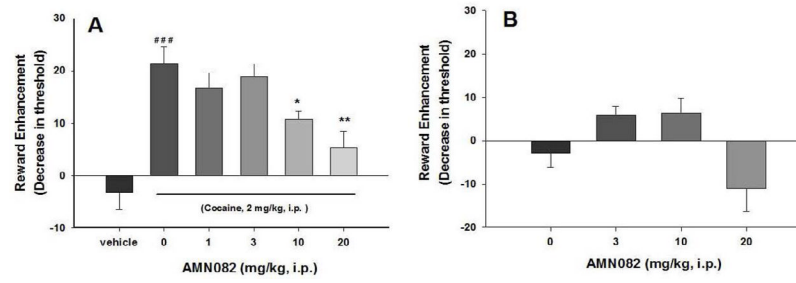 A
Reward Enhancement
(Decrease in threshold)
30
20
10
0
-10
###
*
**
(Cocaine, 2 mg/kg, i.p. )
vehicle 0 1 3 10 20
AMN082 (mg/kg, i.p.)
B
Reward Enhancement
(Decrease in threshold)
30
20
10
0
-10
-20
0 3 10 20
AMN082 (mg/kg, i.p.)